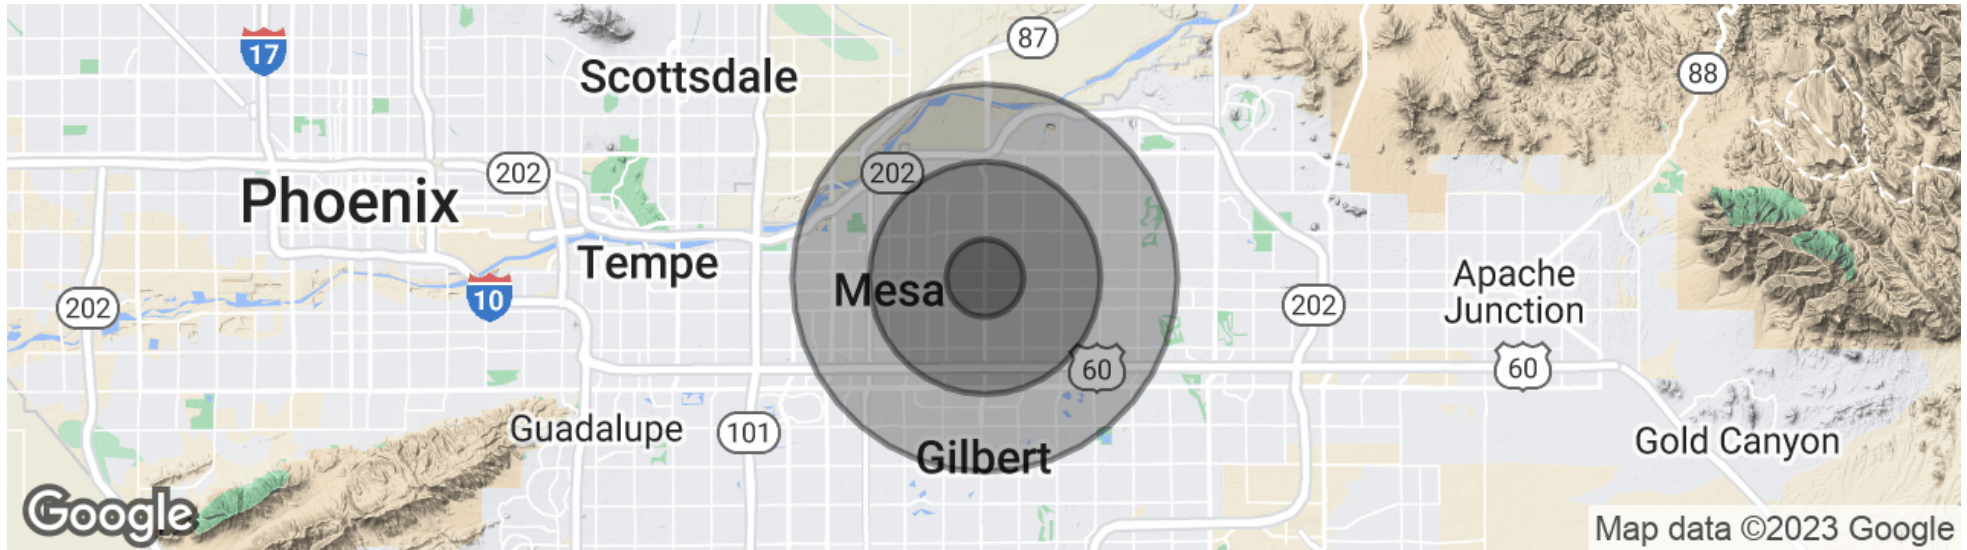 17
87
Scottsdale
88
202
202
Phoenix
Tempe
Mesa
Apache
Junction
10
202
202
60
60
Guadalupe
101
Gilbert
Gold Canyon
Google
Map data ©2023 Google